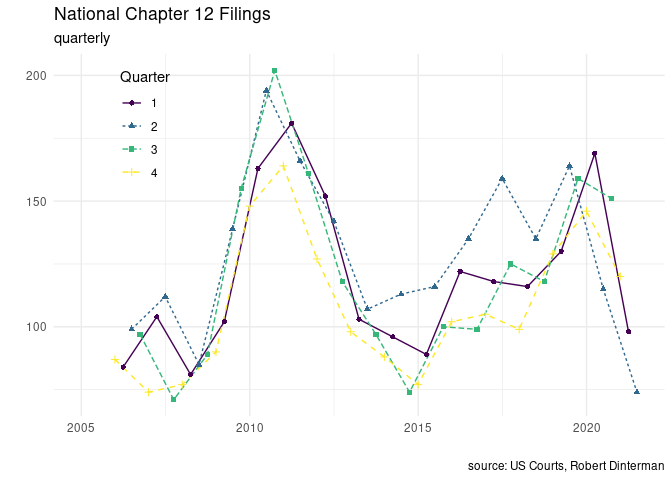 National Chapter 12 Filings
quarterly
Quarter
1
2
3
4
200
150
100
2005 2010 2015 2020
source: US Courts, Robert Dinterman